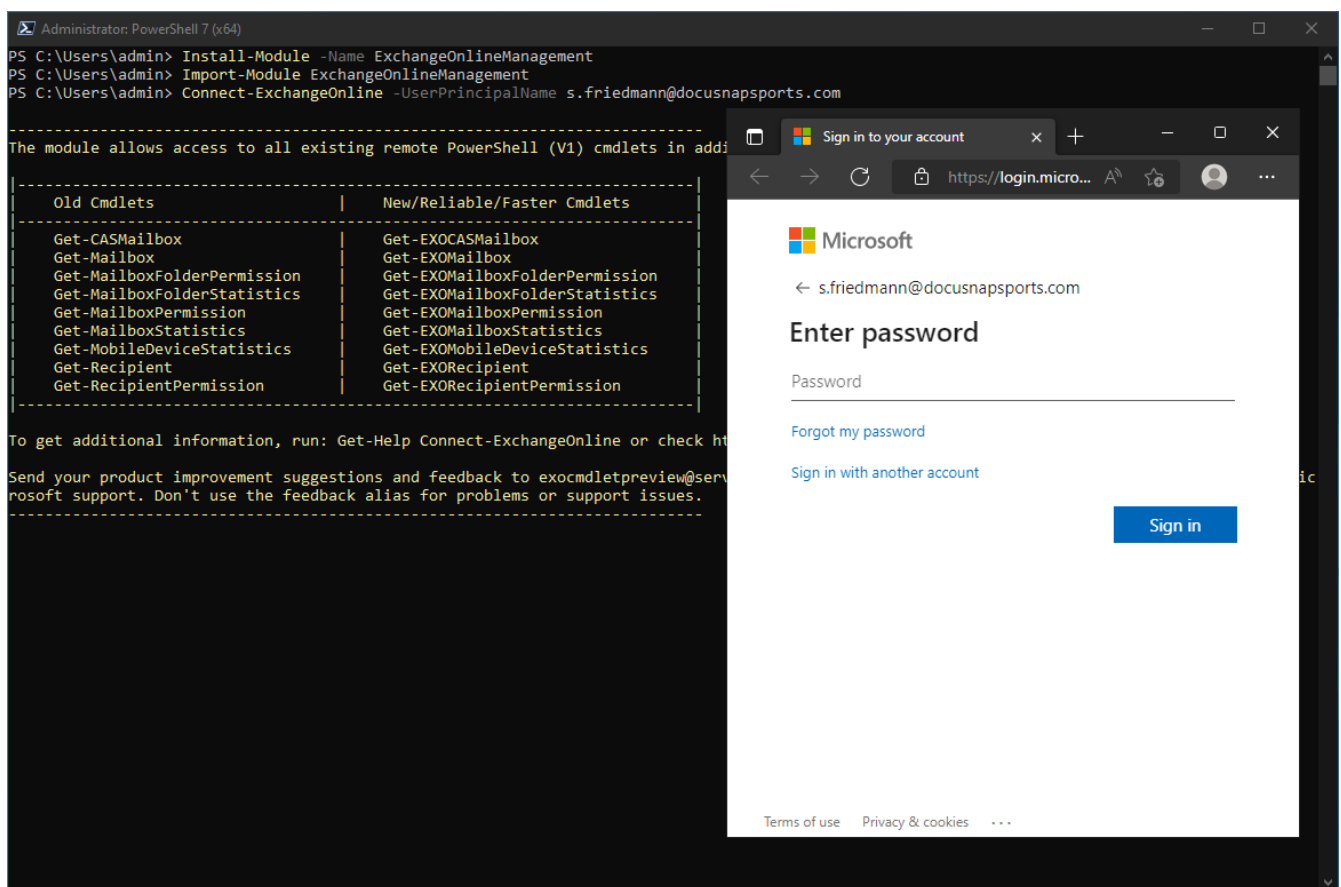 Administrator: PowerShell 7 (x64)
PS C:\Users\admin> Install-Module -Name ExchangeOnlineManagement
PS C:\Users\admin> Import-Module ExchangeOnlineManagement
PS C:\Users\admin> Connect-ExchangeOnline -UserPrincipalName s.friedmann@docusnapsports.com
----------------------------------------------------------------------------
The module allows access to all existing remote PowerShell (V1) cmdlets in addi
|--------------------------------------------------------------------------|
| Old Cmdlets | New/Reliable/Faster Cmdlets |
|--------------------------------------------------------------------------|
| Get-CASMailbox | Get-EXOCASMailbox |
| Get-Mailbox | Get-EXOMailbox |
| Get-MailboxFolderPermission | Get-EXOMailboxFolderPermission |
| Get-MailboxFolderStatistics | Get-EXOMailboxFolderStatistics |
| Get-MailboxPermission | Get-EXOMailboxPermission |
| Get-MailboxStatistics | Get-EXOMailboxStatistics |
| Get-MobileDeviceStatistics | Get-EXOMobileDeviceStatistics |
| Get-Recipient | Get-EXORecipient |
| Get-RecipientPermission | Get-EXORecipientPermission |
|--------------------------------------------------------------------------|
To get additional information, run: Get-Help Connect-ExchangeOnline or check ht
Send your product improvement suggestions and feedback to exocmdletpreview@serv ic
rosoft support. Don't use the feedback alias for problems or support issues.
----------------------------------------------------------------------------
Sign in to your account
https://login.micro...
Microsoft
← s.friedmann@docusnapsports.com
Enter password
Password
Forgot my password
Sign in with another account
Sign in
Terms of use Privacy & cookies ...